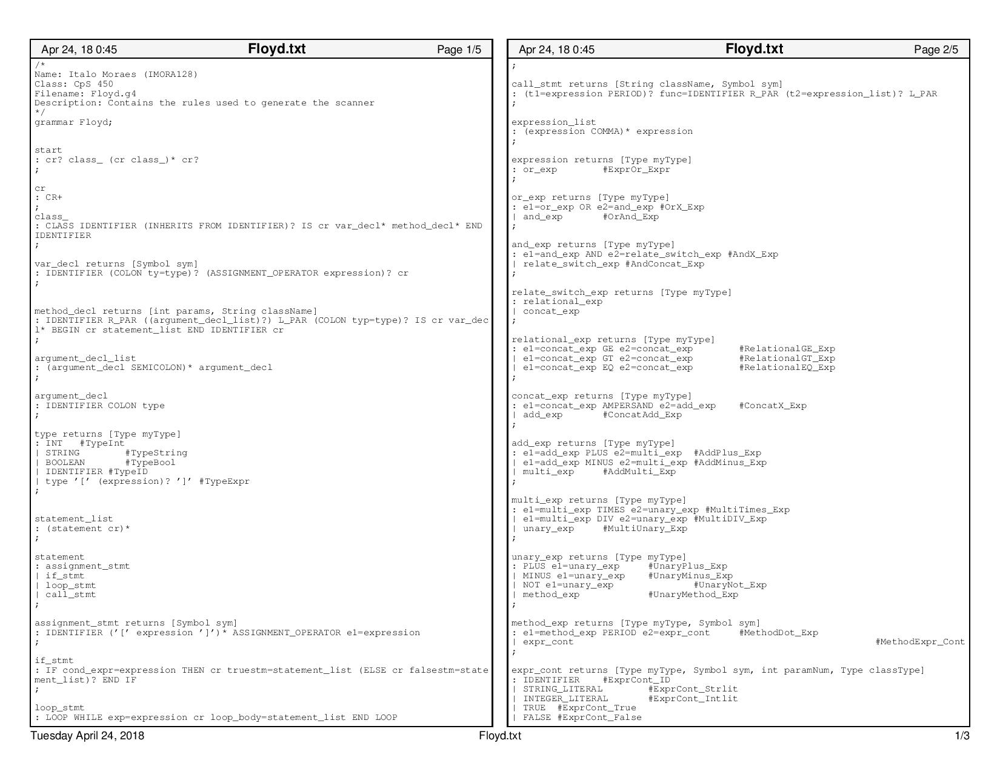 Apr 24, 18 0:45 Floyd.txt Page 1/5
/*
Name: Italo Moraes (IMORA128)
Class: CpS 450
Filename: Floyd.g4
Description: Contains the rules used to generate the scanner
*/
grammar Floyd;
start
: cr? class_ (cr class_)* cr?
;
cr
: CR+
;
class_
: CLASS IDENTIFIER (INHERITS FROM IDENTIFIER)? IS cr var_decl* method_decl* END
IDENTIFIER
;
var_decl returns [Symbol sym]
: IDENTIFIER (COLON ty=type)? (ASSIGNMENT_OPERATOR expression)? cr
;
method_decl returns [int params, String className]
: IDENTIFIER R_PAR ((argument_decl_list)?) L_PAR (COLON typ=type)? IS cr var_dec
l* BEGIN cr statement_list END IDENTIFIER cr
;
argument_decl_list
: (argument_decl SEMICOLON)* argument_decl
;
argument_decl
: IDENTIFIER COLON type
;
type returns [Type myType]
: INT #TypeInt
| STRING #TypeString
| BOOLEAN #TypeBool
| IDENTIFIER #TypeID
| type ’[’ (expression)? ’]’ #TypeExpr
;
statement_list
: (statement cr)*
;
statement
: assignment_stmt
| if_stmt
| loop_stmt
| call_stmt
;
assignment_stmt returns [Symbol sym]
: IDENTIFIER (’[’ expression ’]’)* ASSIGNMENT_OPERATOR e1=expression
;
if_stmt
: IF cond_expr=expression THEN cr truestm=statement_list (ELSE cr falsestm=state
ment_list)? END IF
;
loop_stmt
: LOOP WHILE exp=expression cr loop_body=statement_list END LOOP
Apr 24, 18 0:45 Floyd.txt Page 2/5
;
call_stmt returns [String className, Symbol sym]
: (t1=expression PERIOD)? func=IDENTIFIER R_PAR (t2=expression_list)? L_PAR
;
expression_list
: (expression COMMA)* expression
;
expression returns [Type myType]
: or_exp #ExprOr_Expr
;
or_exp returns [Type myType]
: e1=or_exp OR e2=and_exp #OrX_Exp
| and_exp #OrAnd_Exp
;
and_exp returns [Type myType]
: e1=and_exp AND e2=relate_switch_exp #AndX_Exp
| relate_switch_exp #AndConcat_Exp
;
relate_switch_exp returns [Type myType]
: relational_exp
| concat_exp
;
relational_exp returns [Type myType]
: e1=concat_exp GE e2=concat_exp #RelationalGE_Exp
| e1=concat_exp GT e2=concat_exp #RelationalGT_Exp
| e1=concat_exp EQ e2=concat_exp #RelationalEQ_Exp
;
concat_exp returns [Type myType]
: e1=concat_exp AMPERSAND e2=add_exp #ConcatX_Exp
| add_exp #ConcatAdd_Exp
;
add_exp returns [Type myType]
: e1=add_exp PLUS e2=multi_exp #AddPlus_Exp
| e1=add_exp MINUS e2=multi_exp #AddMinus_Exp
| multi_exp #AddMulti_Exp
;
multi_exp returns [Type myType]
: e1=multi_exp TIMES e2=unary_exp #MultiTimes_Exp
| e1=multi_exp DIV e2=unary_exp #MultiDIV_Exp
| unary_exp #MultiUnary_Exp
;
unary_exp returns [Type myType]
: PLUS e1=unary_exp #UnaryPlus_Exp
| MINUS e1=unary_exp #UnaryMinus_Exp
| NOT e1=unary_exp #UnaryNot_Exp
| method_exp #UnaryMethod_Exp
;
method_exp returns [Type myType, Symbol sym]
: e1=method_exp PERIOD e2=expr_cont #MethodDot_Exp
| expr_cont #MethodExpr_Cont
;
expr_cont returns [Type myType, Symbol sym, int paramNum, Type classType]
: IDENTIFIER #ExprCont_ID
| STRING_LITERAL #ExprCont_Strlit
| INTEGER_LITERAL #ExprCont_Intlit
| TRUE #ExprCont_True
| FALSE #ExprCont_False
Tuesday April 24, 2018 Floyd.txt 1/3